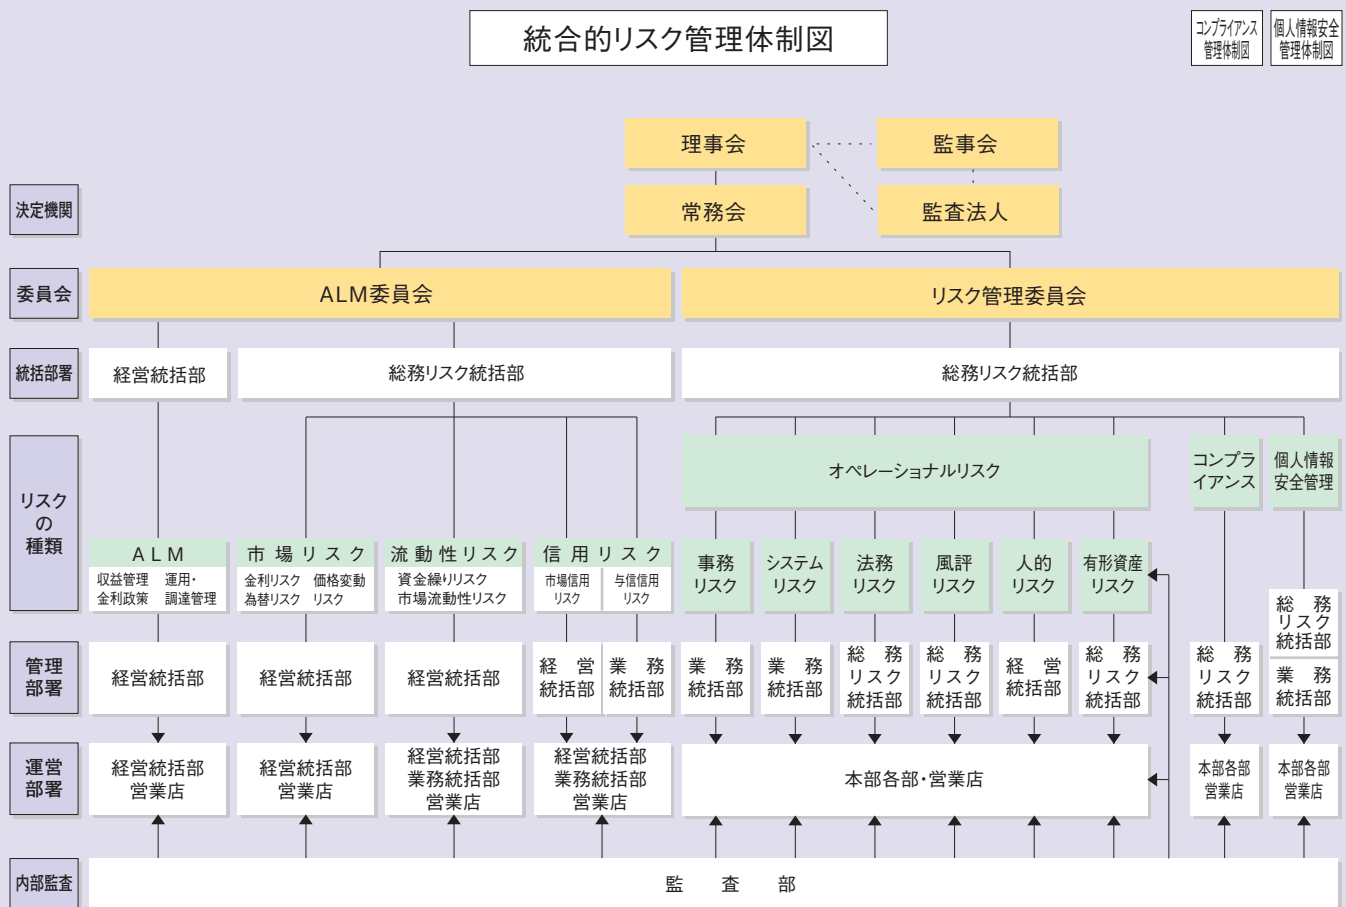 統合的リスク管理体制図
コンプライアンス
管理体制図
個人情報安全
管理体制図
理事会
監事会
決定機関
常務会
監査法人
委員会
ALM委員会
リスク管理委員会
統括部署
経営統括部
総務リスク統括部
総務リスク統括部
リスク
の
種類
オペレーショナルリスク
コンプラ
イアンス
個人情報
安全管理
ALM
収益管理 運用・
金利政策 調達管理
市場リスク
金利リスク 価格変動
為替リスク リスク
流動性リスク
資金繰りリスク
市場流動性リスク
信用リスク
市場信用
リスク
与信信用
リスク
事務
リスク
システム
リスク
法務
リスク
風評
リスク
人的
リスク
有形資産
リスク
管理
部署
経営統括部
経営統括部
経営統括部
経営
統括部
業務
統括部
業務
統括部
業務
統括部
総務
リスク
統括部
総務
リスク
統括部
経営
統括部
総務
リスク
統括部
総務
リスク
統括部
総務
リスク
統括部
業務
統括部
運営
部署
経営統括部
営業店
経営統括部
営業店
経営統括部
業務統括部
営業店
経営統括部
業務統括部
営業店
本部各部・営業店
本部各部
営業店
本部各部
営業店
内部監査
監査部